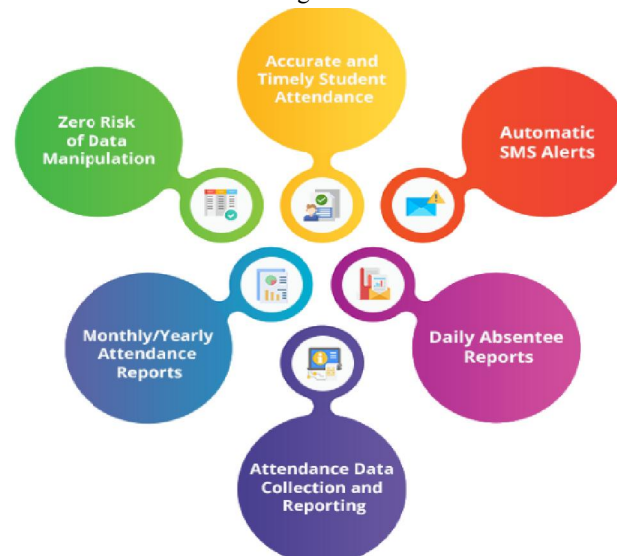 Accurate and
Timely Student
Attendance
Zero Risk
of Data
Manipulation
Automatic
SMS Alerts
Monthly/Yearly
Attendance
Reports
Daily Absentee
Reports
Attendance Data
Collection and
Reporting